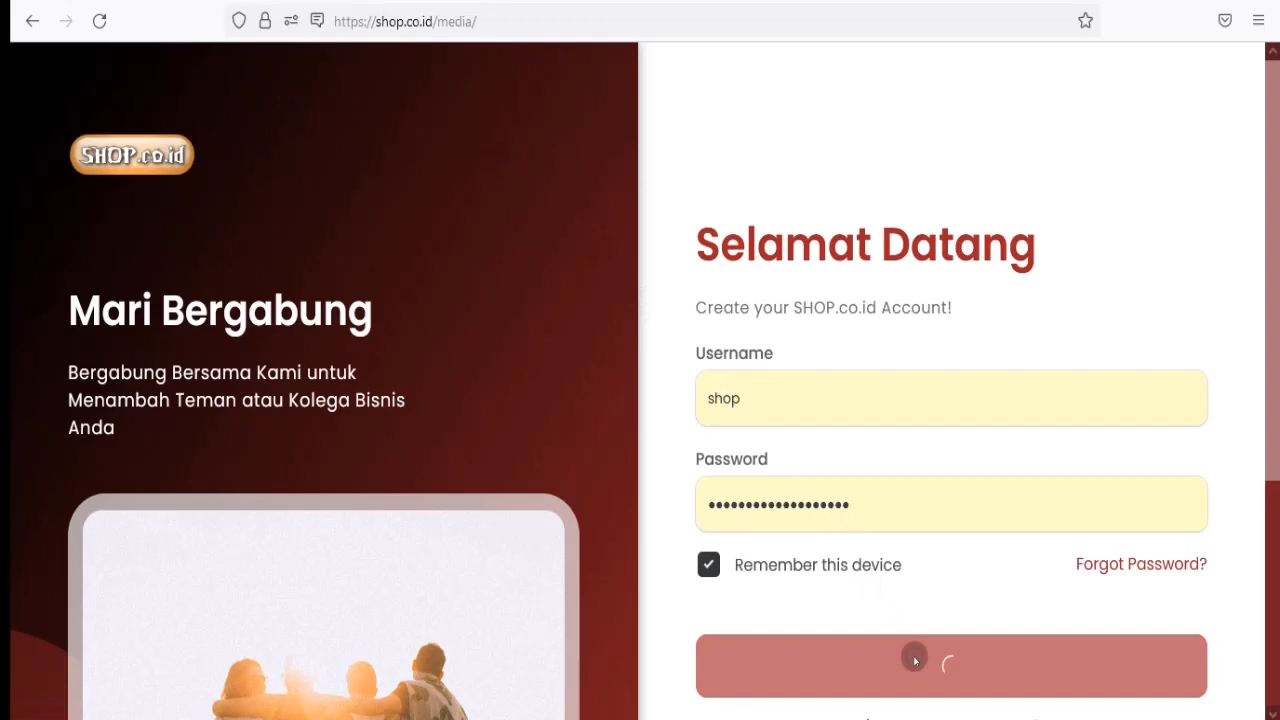 https://shop.co.id/media/
SHOP.co.id
Mari Bergabung
Bergabung Bersama Kami untuk
Menambah Teman atau Kolega Bisnis
Anda
Selamat Datang
Create your SHOP.co.id Account!
Username
shop
Password
Remember this device
Forgot Password?